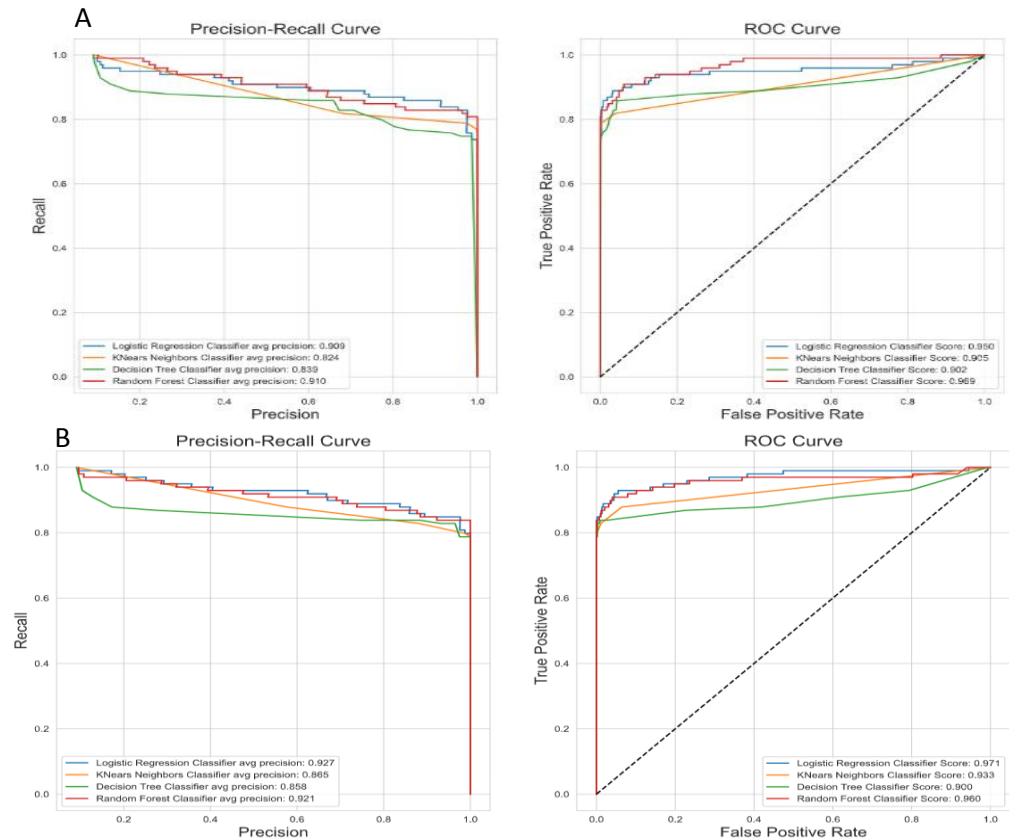 A
Precision-Recall Curve
1.0
0.8
0.6
0.4
0.2
0.0
Recall
Logistic Regression Classifier avg precision: 0.909
KNears Neighbors Classifier avg precision: 0.824
Decision Tree Classifier avg precision: 0.839
Random Forest Classifier avg precision: 0.910
0.2 0.4 0.6 0.8 1.0
Precision
ROC Curve
1.0
0.8
0.6
0.4
0.2
0.0
True Positive Rate
Logistic Regression Classifier Score: 0.950
KNears Neighbors Classifier Score: 0.905
Decision Tree Classifier Score: 0.902
Random Forest Classifier Score: 0.969
0.0 0.2 0.4 0.6 0.8 1.0
False Positive Rate
B
Precision-Recall Curve
1.0
0.8
0.6
0.4
0.2
0.0
Recall
Logistic Regression Classifier avg precision: 0.927
KNears Neighbors Classifier avg precision: 0.865
Decision Tree Classifier avg precision: 0.858
Random Forest Classifier avg precision: 0.921
0.2 0.4 0.6 0.8 1.0
Precision
ROC Curve
1.0
0.8
0.6
0.4
0.2
0.0
True Positive Rate
Logistic Regression Classifier Score: 0.971
KNears Neighbors Classifier Score: 0.933
Decision Tree Classifier Score: 0.900
Random Forest Classifier Score: 0.960
0.0 0.2 0.4 0.6 0.8 1.0
False Positive Rate